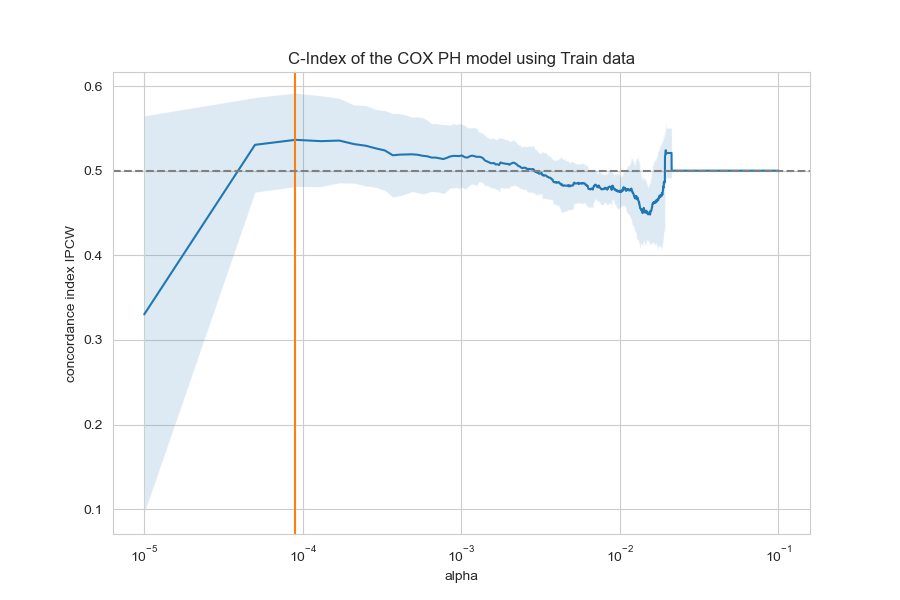 C-Index of the COX PH model using Train data
concordance index IPCW
0.6
0.5
0.4
0.3
0.2
0.1
10⁻⁵ 10⁻⁴ 10⁻³ 10⁻² 10⁻¹
alpha